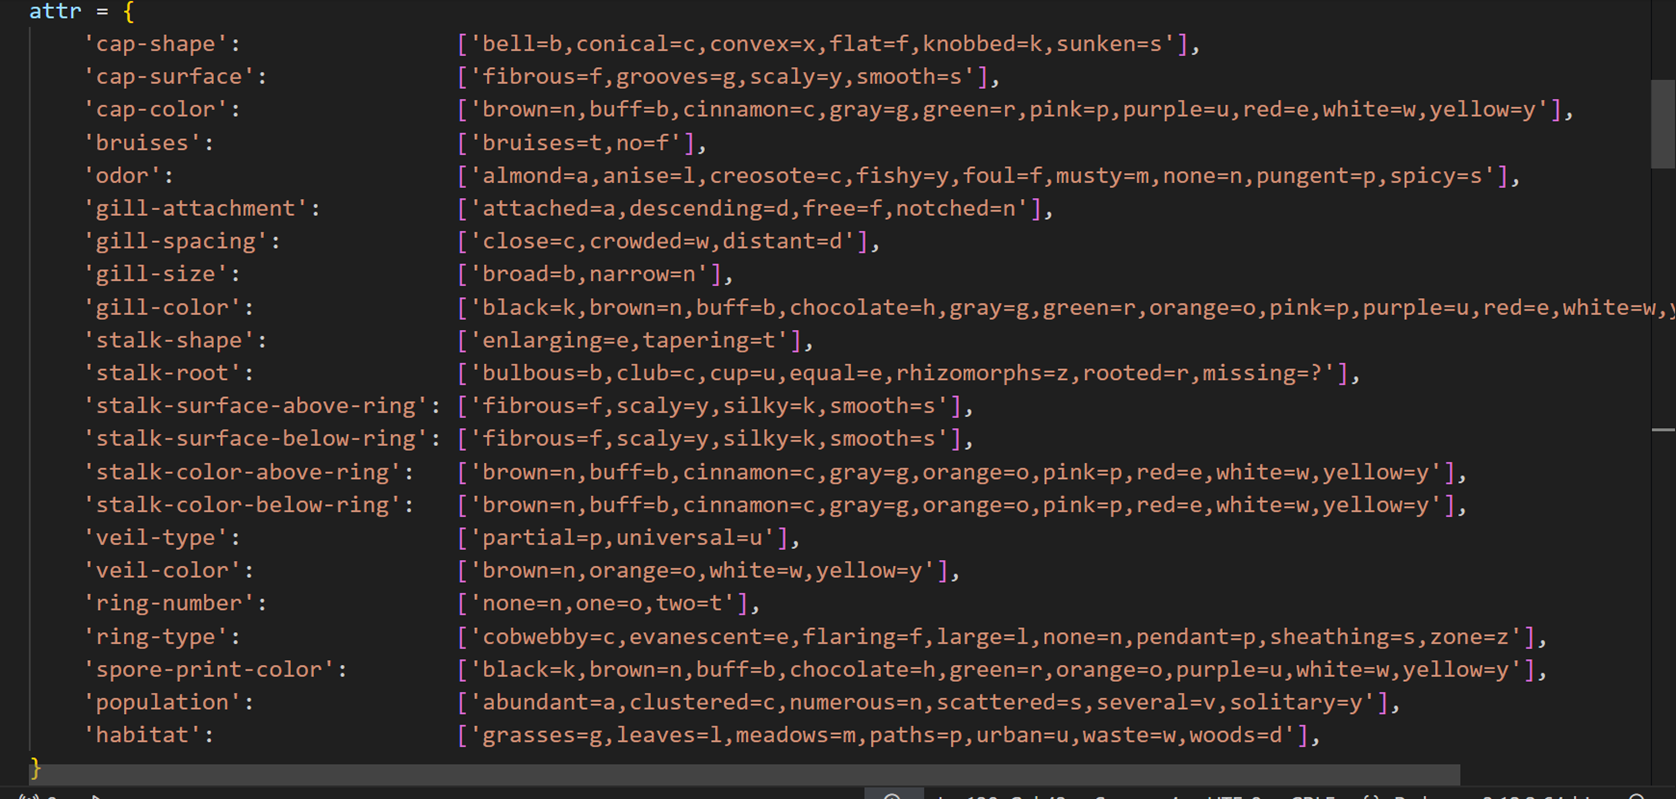 attr = {
'cap-shape': ['bell=b,conical=c,convex=x,flat=f,knobbed=k,sunken=s'],
'cap-surface': ['fibrous=f,grooves=g,scaly=y,smooth=s'],
'cap-color': ['brown=n,buff=b,cinnamon=c,gray=g,green=r,pink=p,purple=u,red=e,white=w,yellow=y'],
'bruises': ['bruises=t,no=f'],
'odor': ['almond=a,anise=l,creosote=c,fishy=y,foul=f,musty=m,none=n,pungent=p,spicy=s'],
'gill-attachment': ['attached=a,descending=d,free=f,notched=n'],
'gill-spacing': ['close=c,crowded=w,distant=d'],
'gill-size': ['broad=b,narrow=n'],
'gill-color': ['black=k,brown=n,buff=b,chocolate=h,gray=g,green=r,orange=o,pink=p,purple=u,red=e,white=w,y
'stalk-shape': ['enlarging=e,tapering=t'],
'stalk-root': ['bulbous=b,club=c,cup=u,equal=e,rhizomorphs=z,rooted=r,missing=?'],
'stalk-surface-above-ring': ['fibrous=f,scaly=y,silky=k,smooth=s'],
'stalk-surface-below-ring': ['fibrous=f,scaly=y,silky=k,smooth=s'],
'stalk-color-above-ring': ['brown=n,buff=b,cinnamon=c,gray=g,orange=o,pink=p,red=e,white=w,yellow=y'],
'stalk-color-below-ring': ['brown=n,buff=b,cinnamon=c,gray=g,orange=o,pink=p,red=e,white=w,yellow=y'],
'veil-type': ['partial=p,universal=u'],
'veil-color': ['brown=n,orange=o,white=w,yellow=y'],
'ring-number': ['none=n,one=o,two=t'],
'ring-type': ['cobwebby=c,evanescent=e,flaring=f,large=l,none=n,pendant=p,sheathing=s,zone=z'],
'spore-print-color': ['black=k,brown=n,buff=b,chocolate=h,green=r,orange=o,purple=u,white=w,yellow=y'],
'population': ['abundant=a,clustered=c,numerous=n,scattered=s,several=v,solitary=y'],
'habitat': ['grasses=g,leaves=l,meadows=m,paths=p,urban=u,waste=w,woods=d'],
}